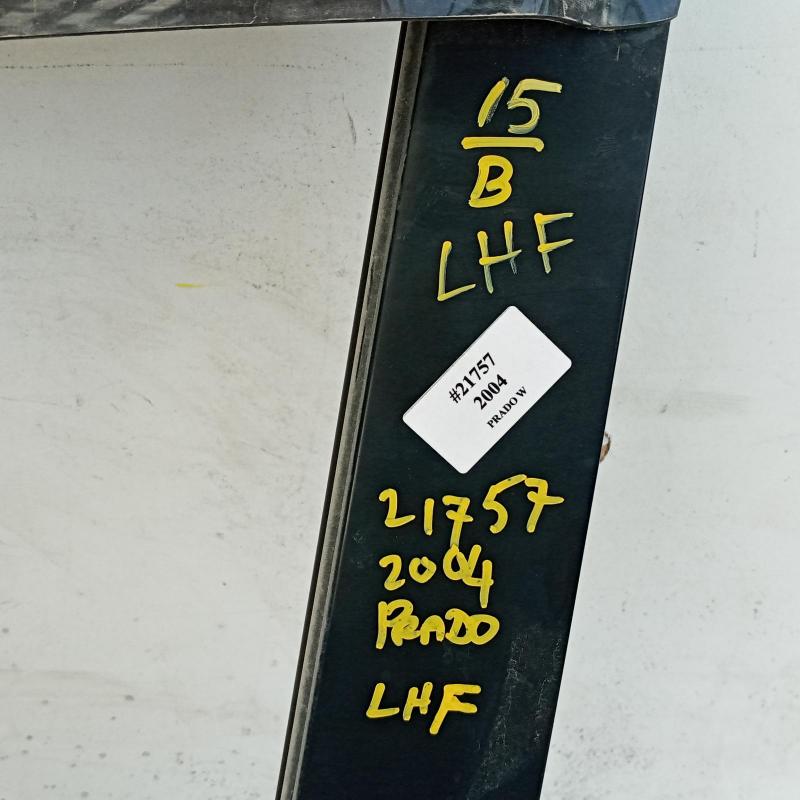 15
B
LHF
#21757
2004
PRADO W
21757
2004
PRADO
LHF